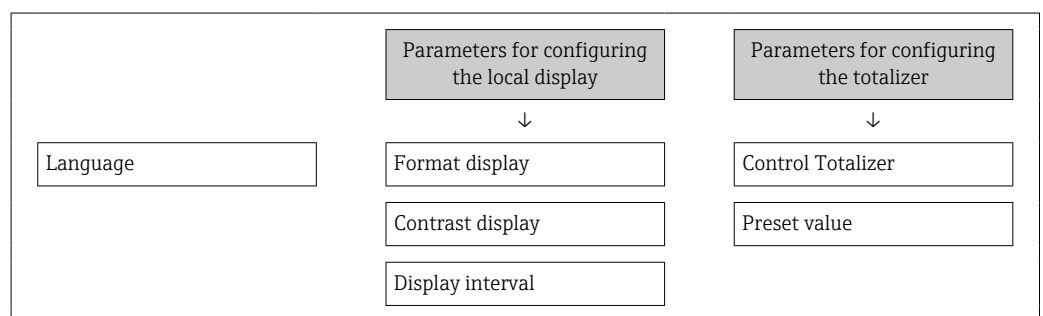 Parameters for configuring
the local display
Parameters for configuring
the totalizer
↓
↓
Language
Format display
Control Totalizer
Contrast display
Preset value
Display interval